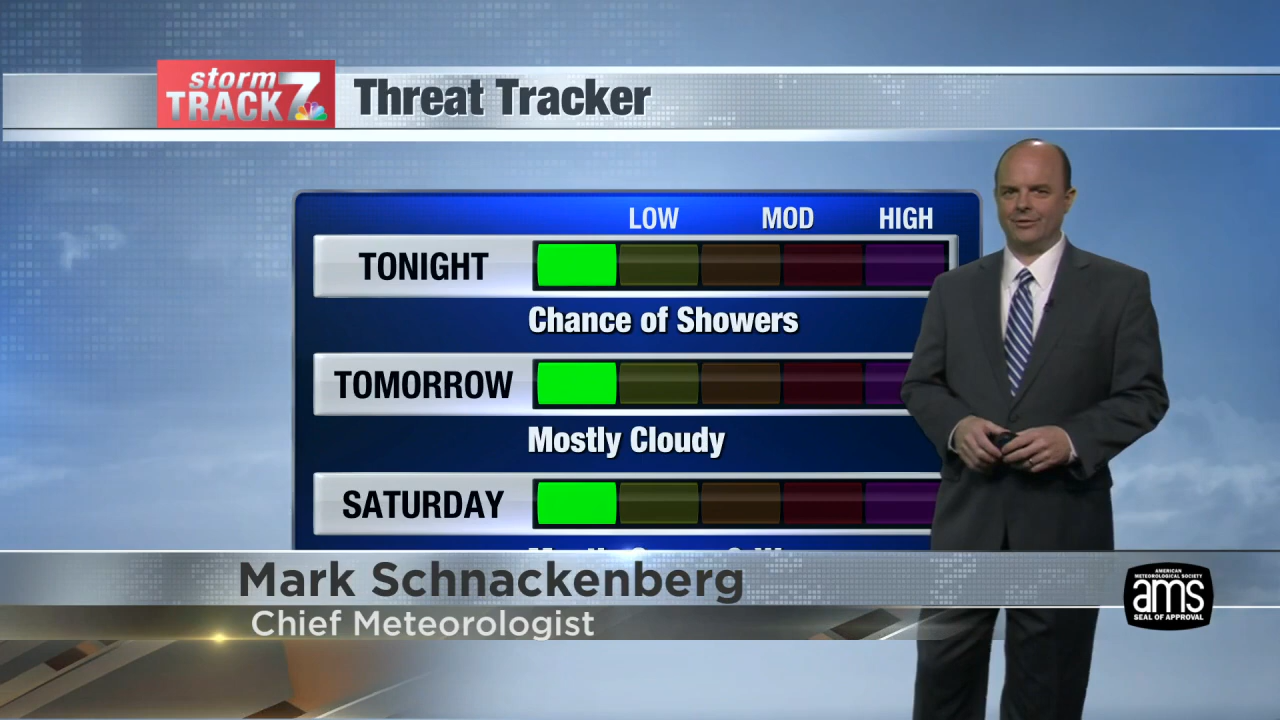 storm
TRACK 7
Threat Tracker
LOW MOD HIGH
TONIGHT
Chance of Showers
TOMORROW
Mostly Cloudy
SATURDAY
Mark Schnackenberg
Chief Meteorologist
AMERICAN
METEOROLOGICAL SOCIETY
ams
SEAL OF APPROVAL